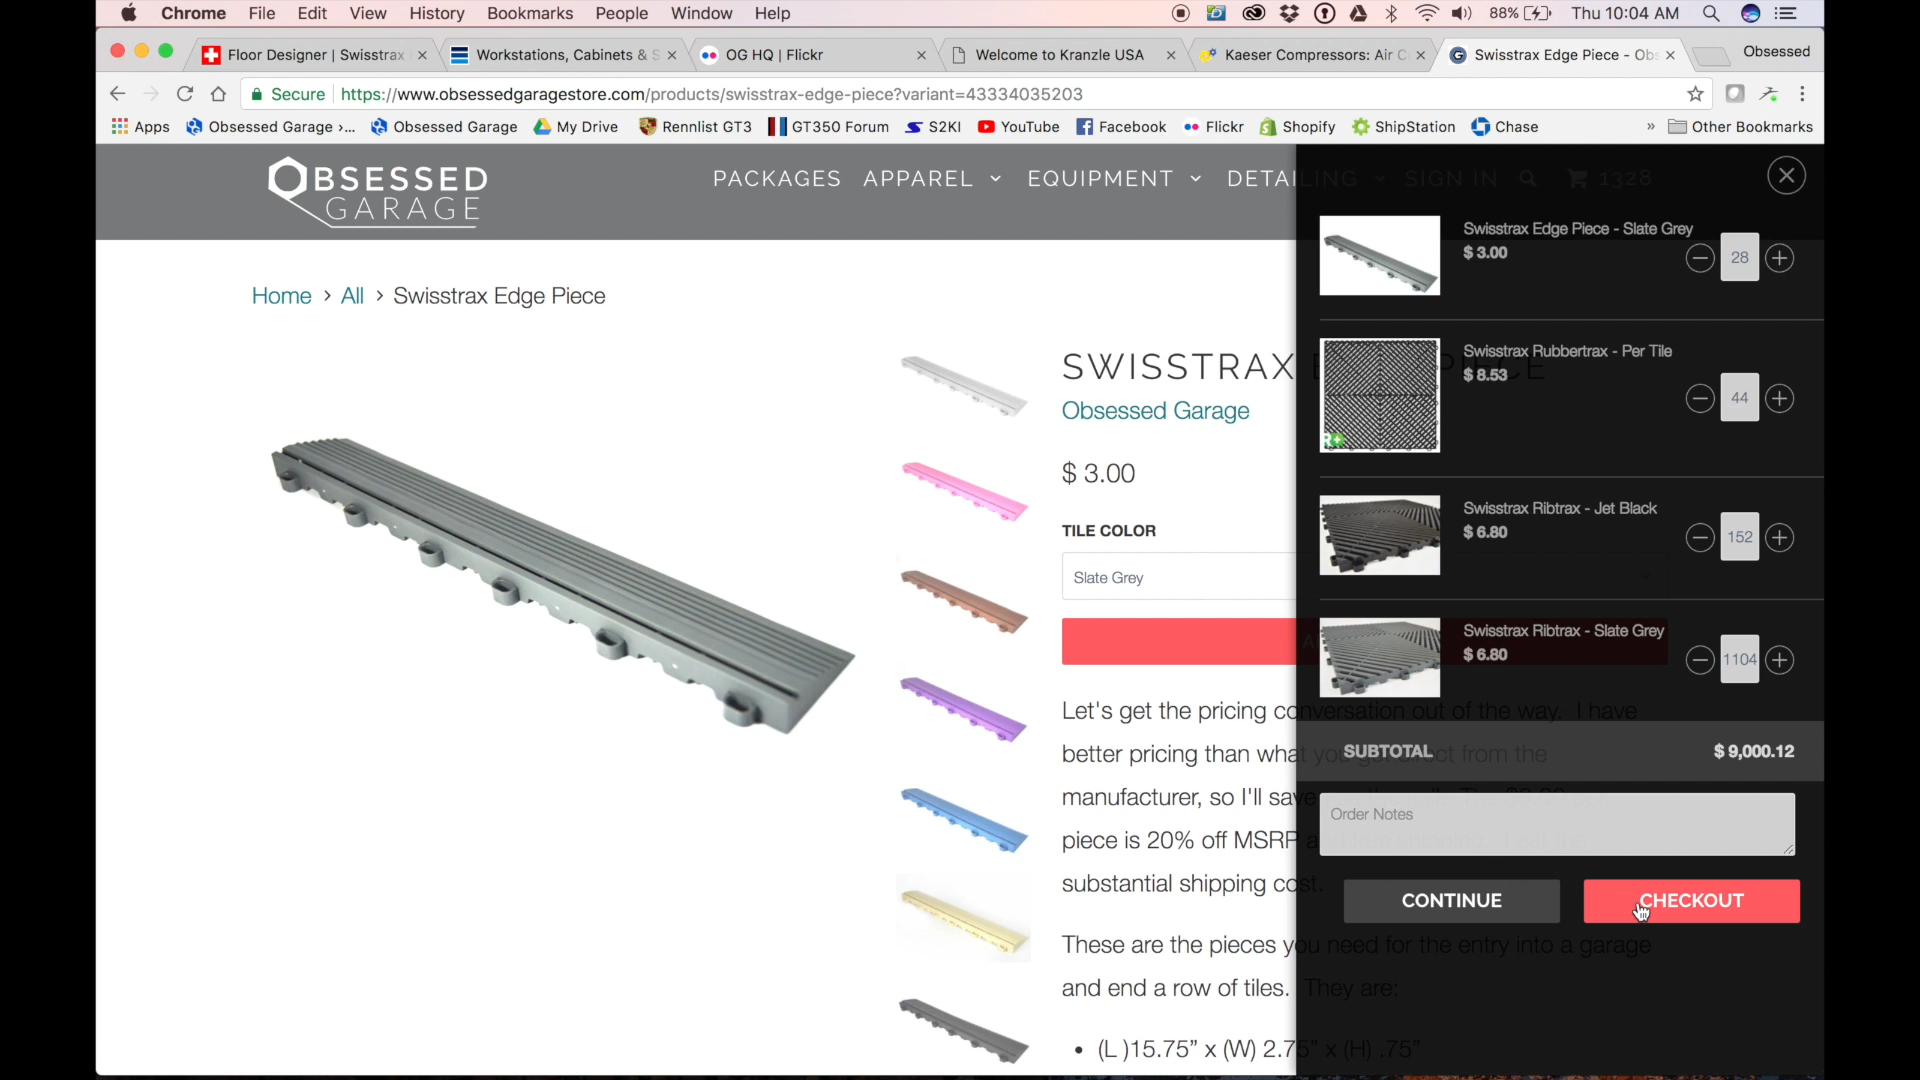 Chrome File Edit View History Bookmarks People Window Help 88% Thu 10:04 AM
Floor Designer | Swisstrax Workstations, Cabinets & S OG HQ | Flickr Welcome to Kranzle USA Kaeser Compressors: Air C Swisstrax Edge Piece - Obs Obsessed
Secure https://www.obsessedgaragestore.com/products/swisstrax-edge-piece?variant=43334035203
Apps Obsessed Garage ›... Obsessed Garage My Drive Rennlist GT3 GT350 Forum S2KI YouTube Facebook Flickr Shopify ShipStation Chase » Other Bookmarks
OBSESSED
GARAGE
PACKAGES APPAREL EQUIPMENT DETAILING SIGN IN 1328
Home › All › Swisstrax Edge Piece
SWISSTRAX EDGE PIECE
Obsessed Garage
$ 3.00
TILE COLOR
Slate Grey
Let's get the pricing conversation out of the way. I have
better pricing than what you get direct from the
manufacturer, so I'll save
piece is 20% off MSRP
substantial shipping cost.
These are the pieces you need for the entry into a garage
and end a row of tiles. They are:
• (L )15.75” x (W) 2.75” x (H) .75”
Swisstrax Edge Piece - Slate Grey
$ 3.00
28
Swisstrax Rubbertrax - Per Tile
$ 8.53
44
R+
Swisstrax Ribtrax - Jet Black
$ 6.80
152
Swisstrax Ribtrax - Slate Grey
$ 6.80
1104
SUBTOTAL $ 9,000.12
Order Notes
CONTINUE CHECKOUT